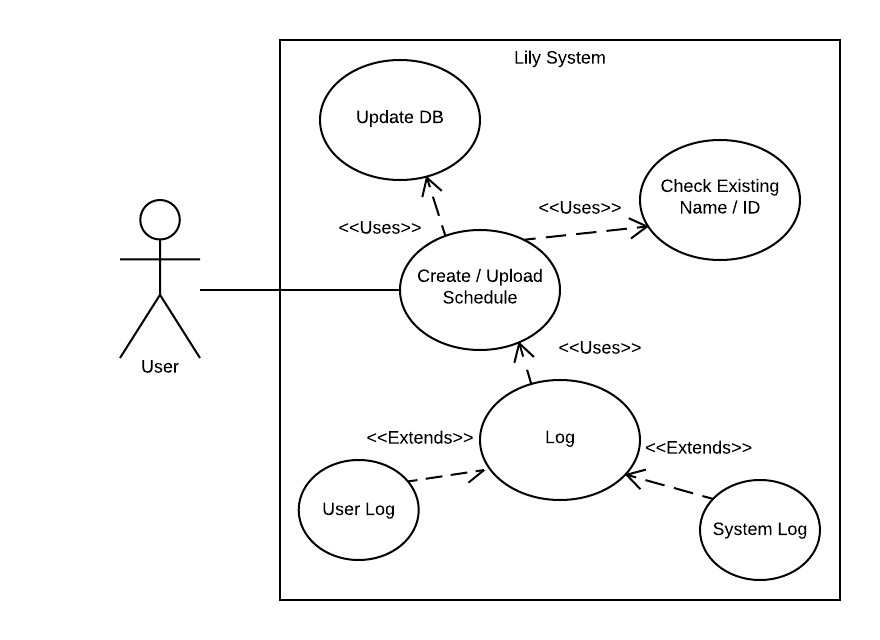 Lily System
Update DB
Check Existing
Name / ID
<<Uses>>
<<Uses>>
Create / Upload
Schedule
User
<<Uses>>
<<Extends>>
Log
<<Extends>>
User Log
System Log